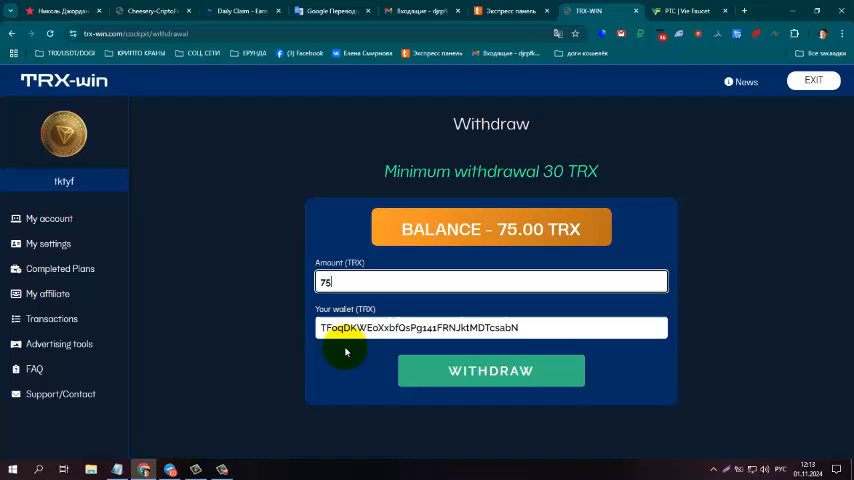 Николь Джордан
Cheesery-CriptoF
Daily Claim - Earn
Google Перевод
Входящие - djrpf
Экспресс панель
TRX-WIN
PTC | Vie Faucet
trx-win.com/cockpit/withdrawal
TRX/USDT/DOGI
КРИПТО КРАНЫ
СОЦ. СЕТИ
ЕРУНДА
Facebook
Елена Смирнова
Экспресс панель
Входящие - djrpfk...
доги кошелёк
Все закладки
TRX-win
News
EXIT
tktyf
My account
My settings
Completed Plans
My affiliate
Transactions
Advertising tools
FAQ
Support/Contact
Withdraw
Minimum withdrawal 30 TRX
BALANCE - 75.00 TRX
Amount (TRX)
75
Your wallet (TRX)
TFoqDKWEoXxbfQsPg141FRNJktMDTcsabN
WITHDRAW
РУС
12:13
01.11.2024